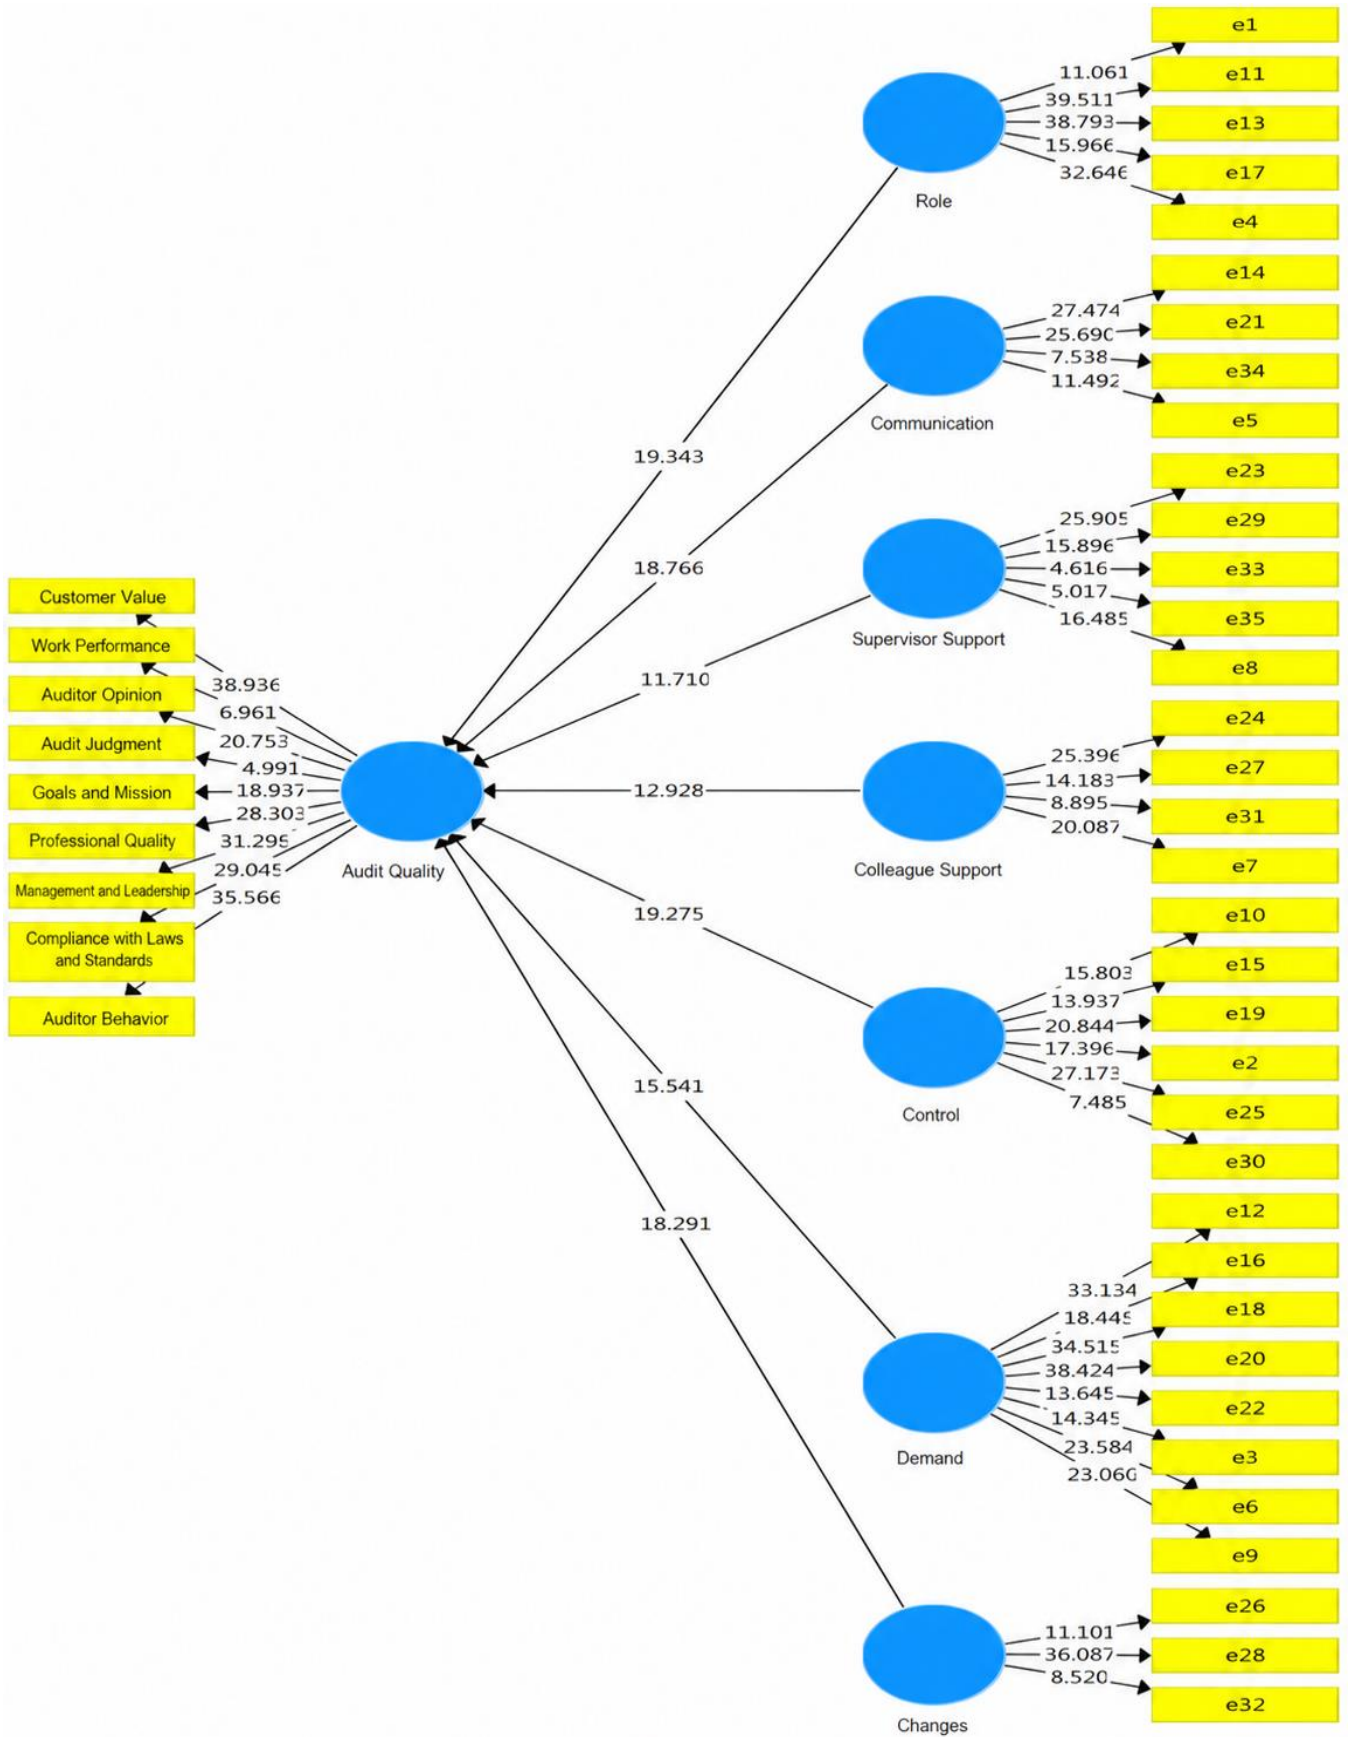 e1
11.061
e11
39.511
38.793
e13
15.966
e17
32.646
Role
e4
e14
27.474
e21
25.690
7.538
e34
11.492
Communication
e5
19.343
e23
25.905
e29
15.896
18.766
4.616
e33
5.017
e35
16.485
Supervisor Support
e8
11.710
Customer Value
Work Performance
Auditor Opinion
Audit Judgment
Goals and Mission
Professional Quality
Management and Leadership
Compliance with Laws
and Standards
Auditor Behavior
38.936
6.961
20.753
4.991
18.937
28.303
31.295
29.045
35.566
Audit Quality
e24
25.396
e27
14.183
12.928
8.895
e31
20.087
Colleague Support
e7
19.275
e10
15.803
e15
13.937
e19
20.844
17.396
e2
27.173
e25
7.485
Control
e30
15.541
18.291
e12
e16
33.134
18.449
e18
34.515
e20
38.424
13.645
e22
14.345
23.584
e3
23.060
Demand
e6
e9
e26
11.101
36.087
e28
8.520
e32
Changes